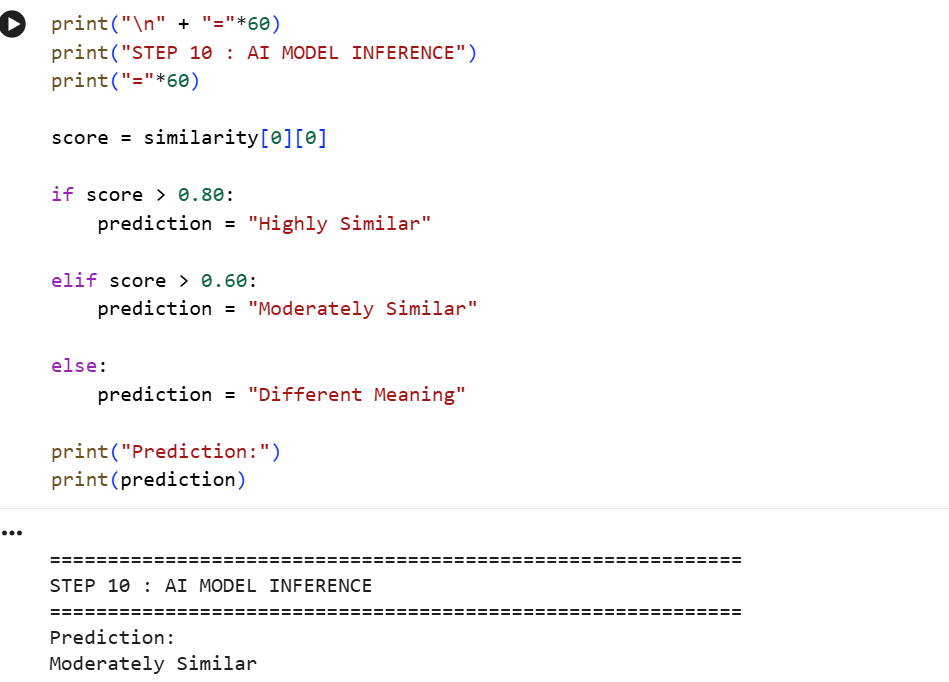 print("\n" + "="*60)
print("STEP 10 : AI MODEL INFERENCE")
print("="*60)

score = similarity[0][0]

if score > 0.80:
    prediction = "Highly Similar"

elif score > 0.60:
    prediction = "Moderately Similar"

else:
    prediction = "Different Meaning"

print("Prediction:")
print(prediction)

============================================================
STEP 10 : AI MODEL INFERENCE
============================================================
Prediction:
Moderately Similar